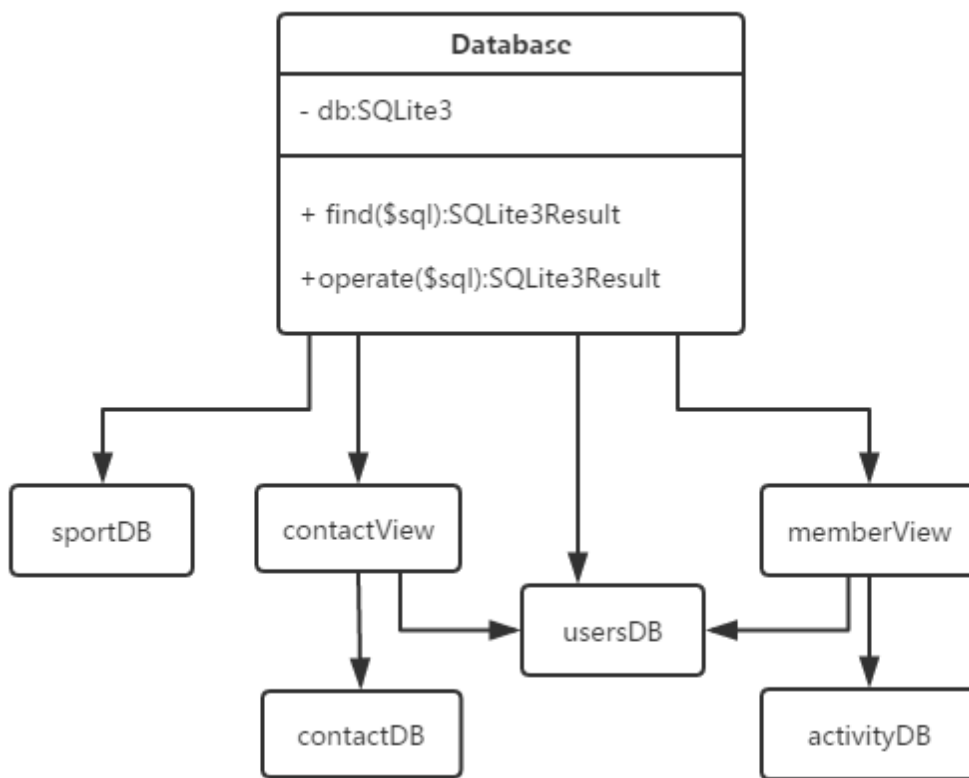 Database
- db:SQLite3
+ find($sql):SQLite3Result
+operate($sql):SQLite3Result
sportDB
contactView
memberView
usersDB
contactDB
activityDB